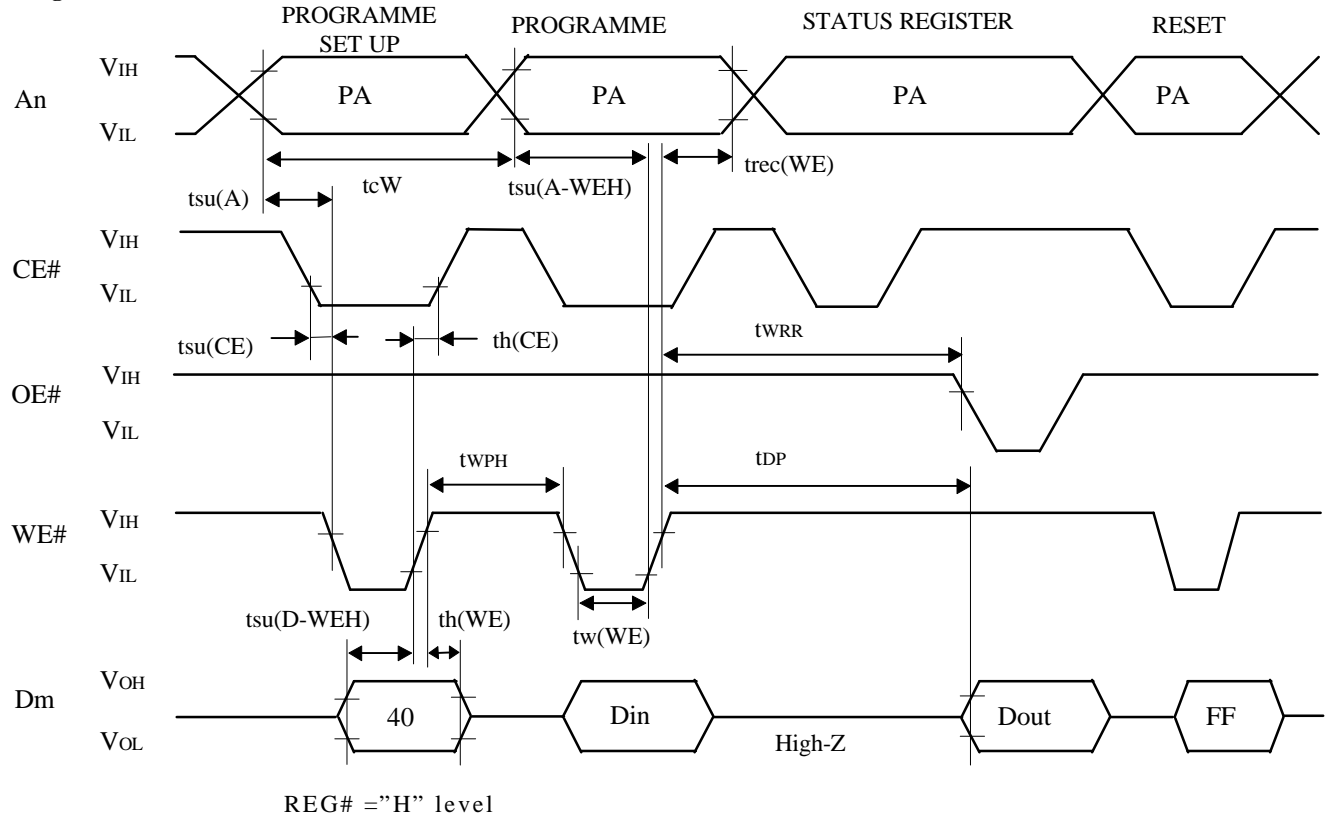 PROGRAMME
SET UP
PROGRAMME
STATUS REGISTER
RESET
An
VIH
VIL
PA
PA
PA
PA
tsu(A)
tcW
tsu(A-WEH)
trec(WE)
CE#
VIH
VIL
tsu(CE)
th(CE)
tWRR
OE#
VIH
VIL
tWPH
tDP
WE#
VIH
VIL
tsu(D-WEH)
th(WE)
tw(WE)
Dm
VOH
VOL
40
Din
High-Z
Dout
FF
REG# =”H” level